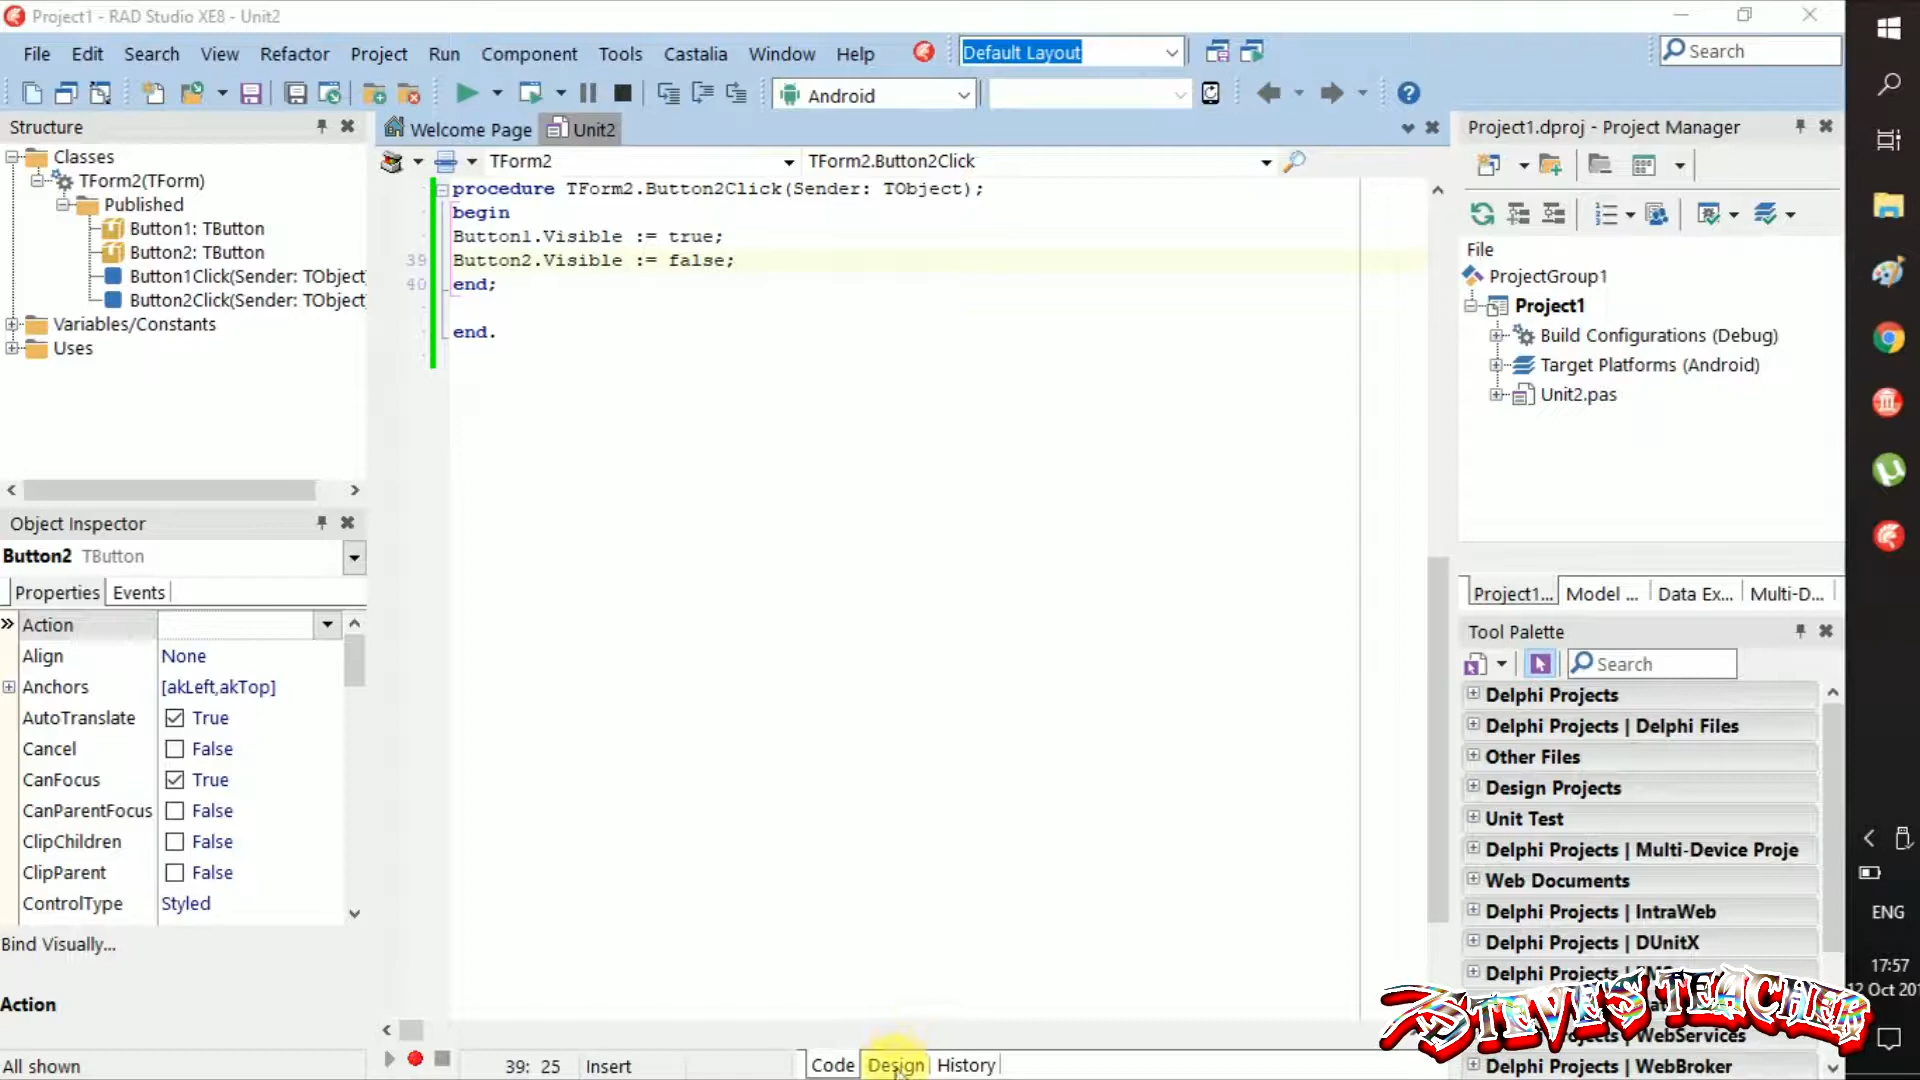 Project1 - RAD Studio XE8 - Unit2
File Edit Search View Refactor Project Run Component Tools Castalia Window Help
Default Layout
Search
Android
Structure
Classes
TForm2(TForm)
Published
Button1: TButton
Button2: TButton
Button1Click(Sender: TObject
Button2Click(Sender: TObject
Variables/Constants
Uses
Object Inspector
Button2 TButton
Properties Events
Action
Align None
Anchors [akLeft,akTop]
AutoTranslate True
Cancel False
CanFocus True
CanParentFocus False
ClipChildren False
ClipParent False
ControlType Styled
Bind Visually...
Action
All shown
Welcome Page Unit2
TForm2 TForm2.Button2Click
procedure TForm2.Button2Click(Sender: TObject);
begin
Button1.Visible := true;
39 Button2.Visible := false;
40 end;
end.
39: 25 Insert Code Design History
Project1.dproj - Project Manager
File
ProjectGroup1
Project1
Build Configurations (Debug)
Target Platforms (Android)
Unit2.pas
Project1... Model ... Data Ex... Multi-D...
Tool Palette
Search
Delphi Projects
Delphi Projects | Delphi Files
Other Files
Design Projects
Unit Test
Delphi Projects | Multi-Device Proje
Web Documents
Delphi Projects | IntraWeb
Delphi Projects | DUnitX
Delphi Projects |
WebServices
Delphi Projects | WebBroker
ENG
17:57
12 Oct 201
STEVE'S TEACHER